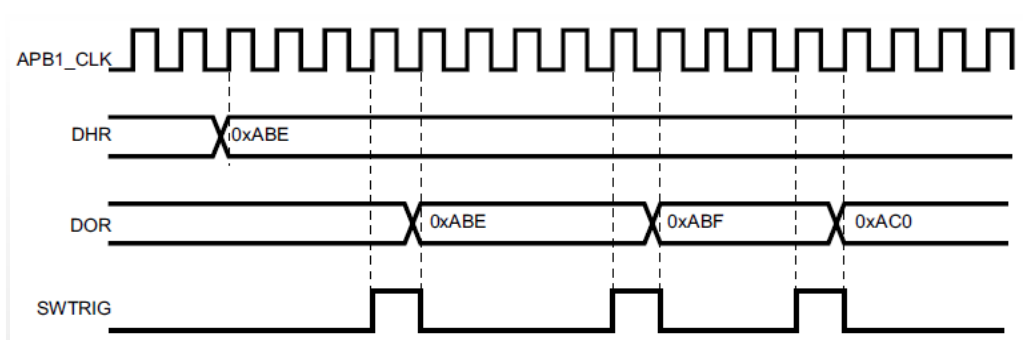 APB1_CLK
DHR
0xABE
DOR
0xABE
0xABF
0xAC0
SWTRIG